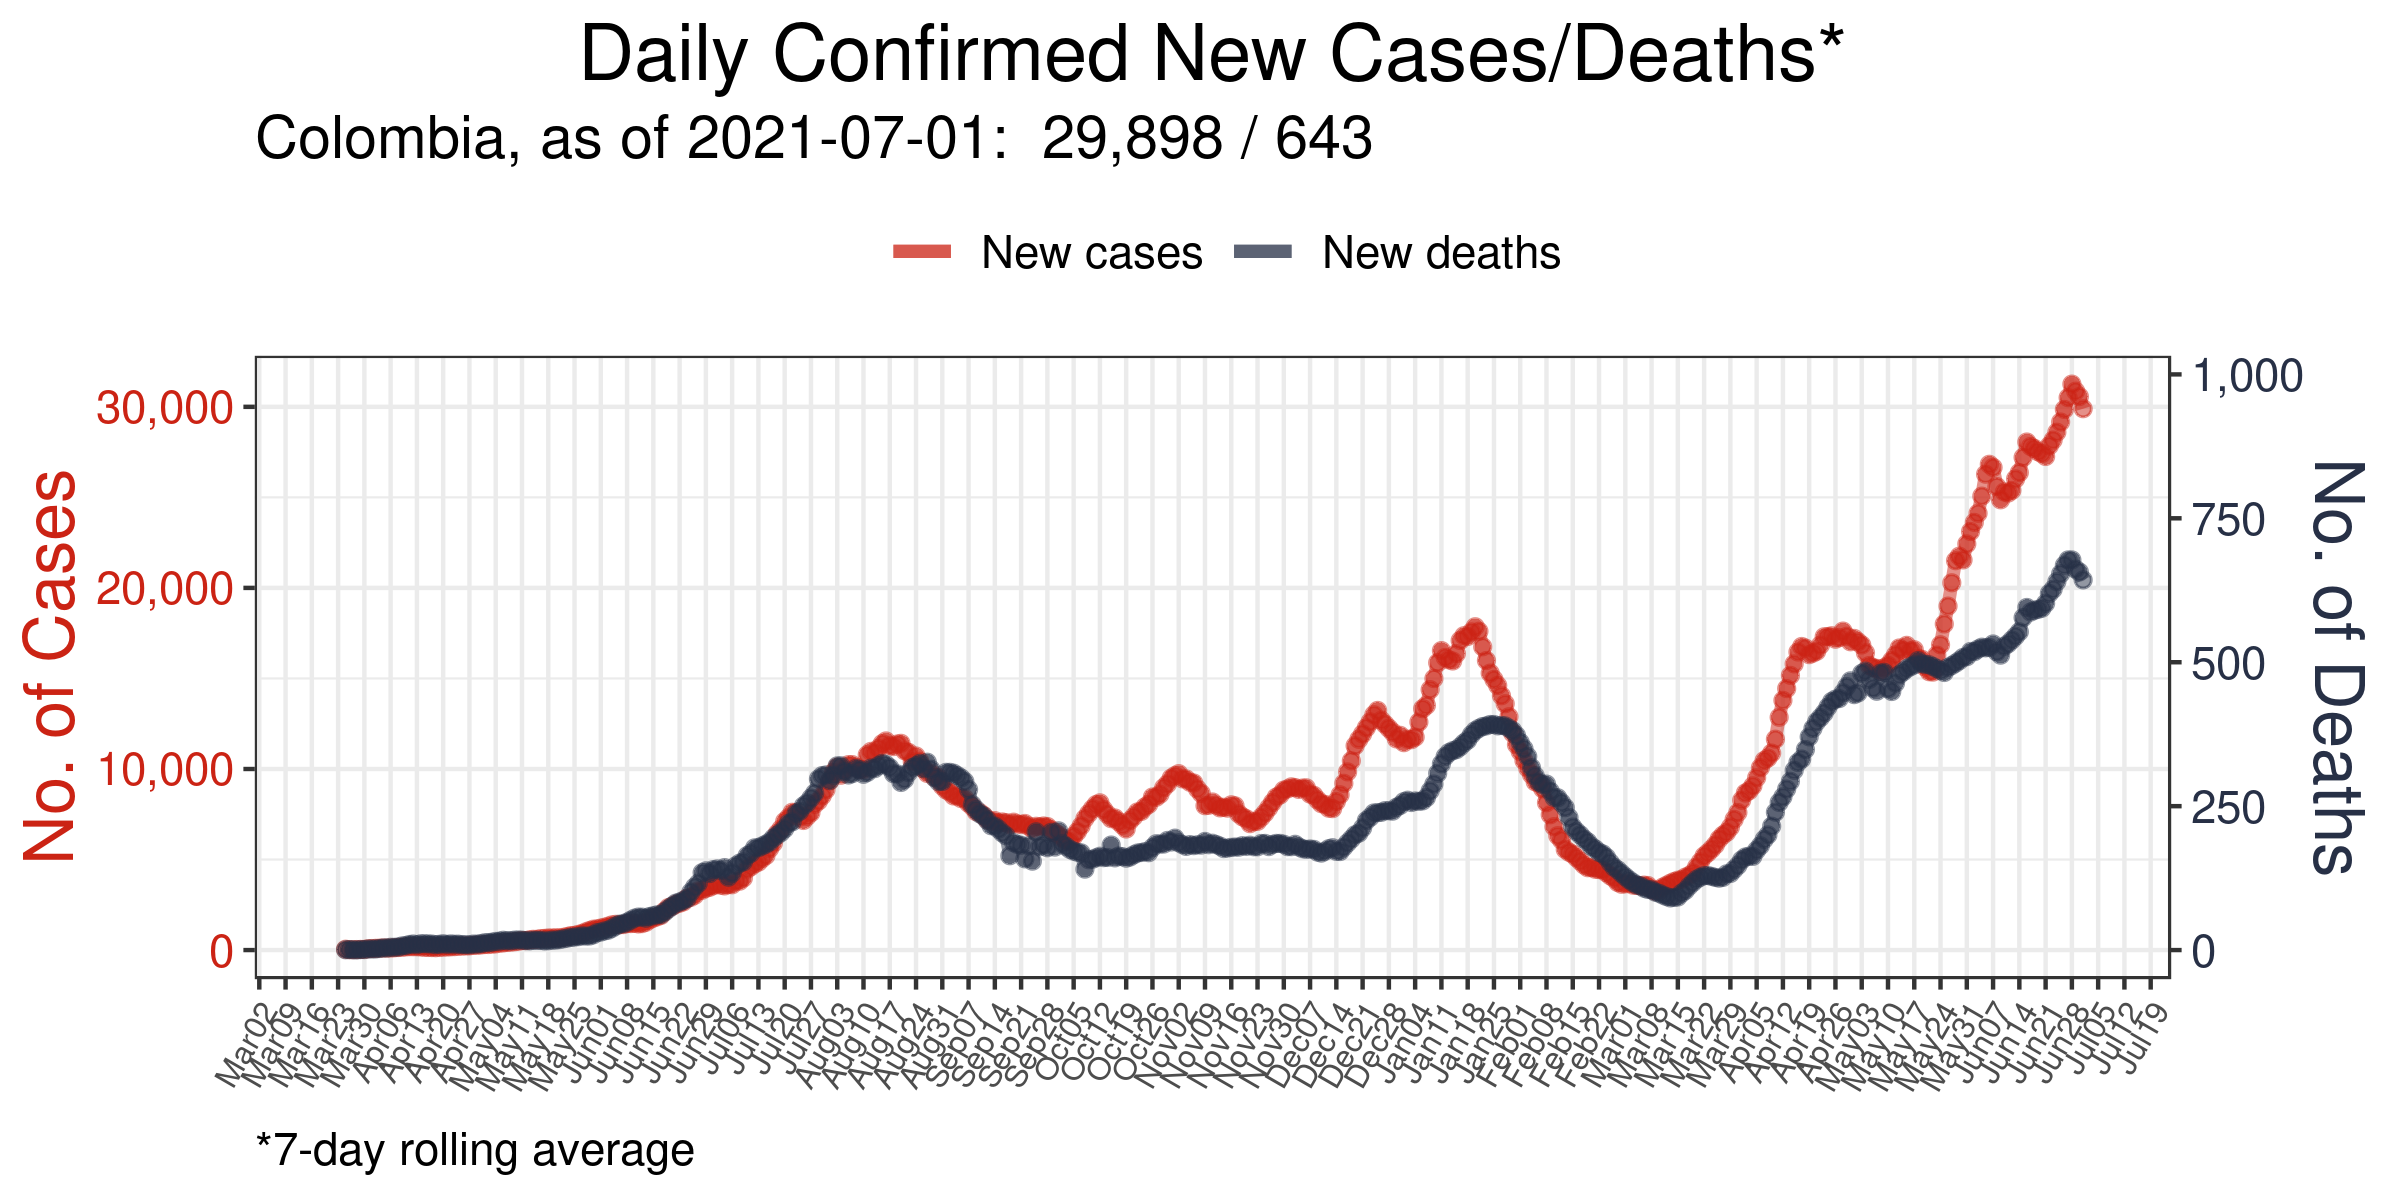 Daily Confirmed New Cases/Deaths*
Colombia, as of 2021-07-01:  29,898 / 643
New cases
New deaths
No. of Cases
30,000
20,000
10,000
0
1,000
750
500
250
0
No. of Deaths
Mar02
Mar09
Mar16
Mar23
Mar30
Apr06
Apr13
Apr20
Apr27
May04
May11
May18
May25
Jun01
Jun08
Jun15
Jun22
Jun29
Jul06
Jul13
Jul20
Jul27
Aug03
Aug10
Aug17
Aug24
Aug31
Sep07
Sep14
Sep21
Sep28
Oct05
Oct12
Oct19
Oct26
Nov02
Nov09
Nov16
Nov23
Nov30
Dec07
Dec14
Dec21
Dec28
Jan04
Jan11
Jan18
Jan25
Feb01
Feb08
Feb15
Feb22
Mar01
Mar08
Mar15
Mar22
Mar29
Apr05
Apr12
Apr19
Apr26
May03
May10
May17
May24
May31
Jun07
Jun14
Jun21
Jun28
Jul05
Jul12
Jul19
*7-day rolling average